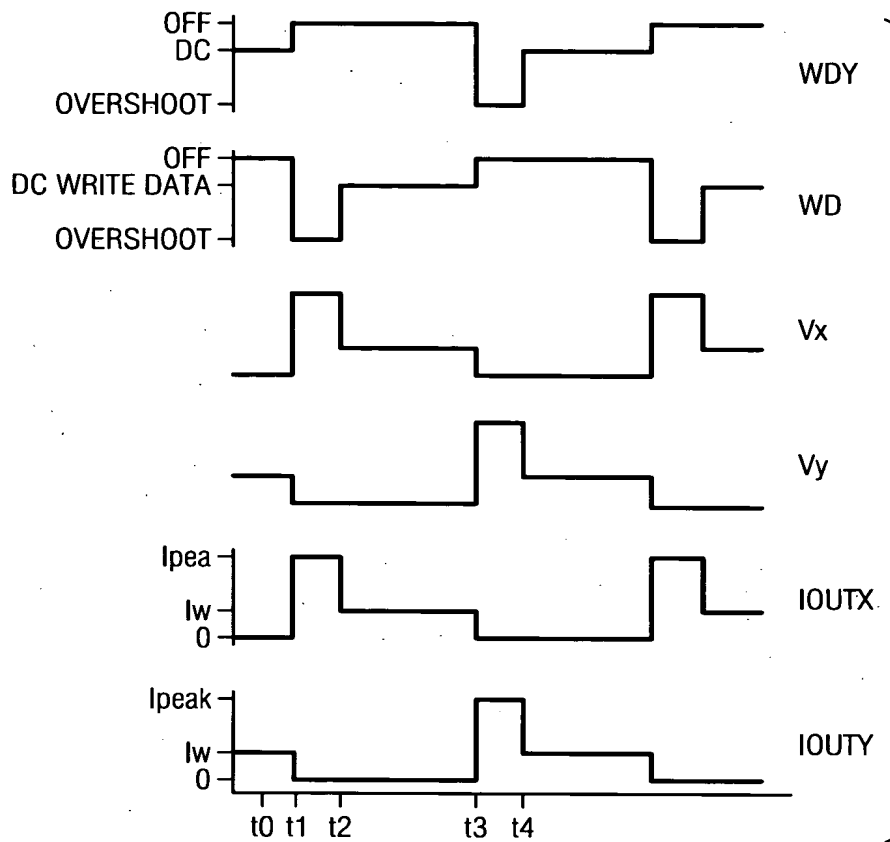 OFF
DC
OVERSHOOT
WDY
OFF
DC WRITE DATA
OVERSHOOT
WD
Vx
Vy
Ipea
Iw
0
IOUTX
Ipeak
Iw
0
IOUTY
t0 t1 t2 t3 t4